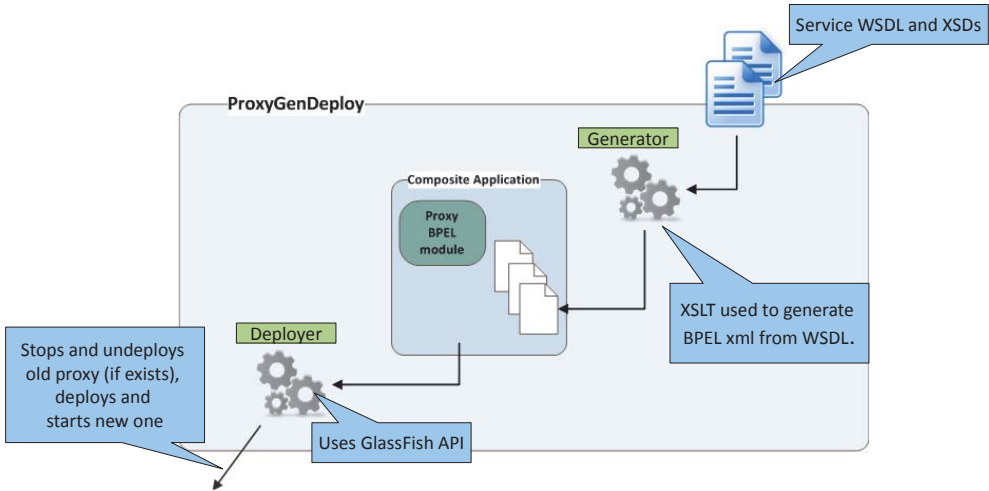 Service WSDL and XSDs
ProxyGenDeploy
Generator
Composite Application
Proxy
BPEL
module
XSLT used to generate
BPEL xml from WSDL.
Deployer
Stops and undeploys
old proxy (if exists),
deploys and
starts new one
Uses GlassFish API